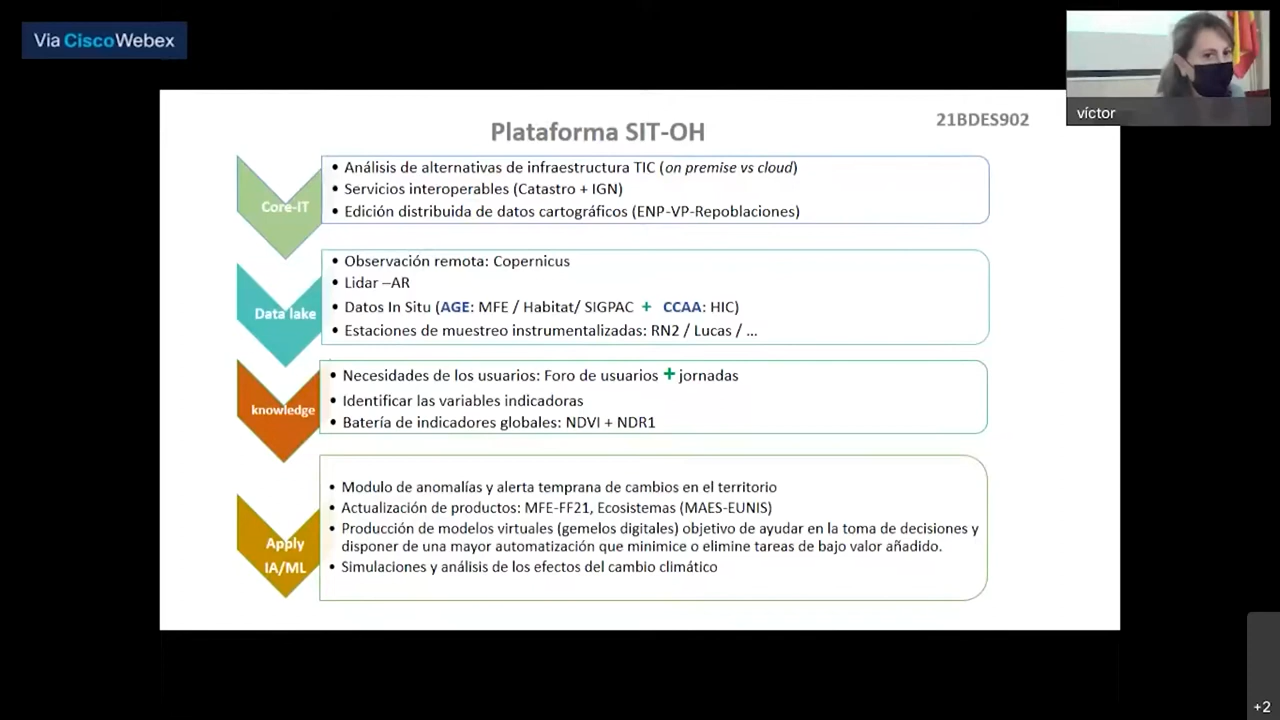 Via CiscoWebex
víctor
Plataforma SIT-OH
21BDES902
Core-IT
• Análisis de alternativas de infraestructura TIC (on premise vs cloud)
• Servicios interoperables (Catastro + IGN)
• Edición distribuida de datos cartográficos (ENP-VP-Repoblaciones)
Data lake
• Observación remota: Copernicus
• Lidar –AR
• Datos In Situ (AGE: MFE / Habitat/ SIGPAC + CCAA: HIC)
• Estaciones de muestreo instrumentalizadas: RN2 / Lucas / ...
knowledge
• Necesidades de los usuarios: Foro de usuarios + jornadas
• Identificar las variables indicadoras
• Batería de indicadores globales: NDVI + NDR1
Apply
IA/ML
• Modulo de anomalías y alerta temprana de cambios en el territorio
• Actualización de productos: MFE-FF21, Ecosistemas (MAES-EUNIS)
• Producción de modelos virtuales (gemelos digitales) objetivo de ayudar en la toma de decisiones y
disponer de una mayor automatización que minimice o elimine tareas de bajo valor añadido.
• Simulaciones y análisis de los efectos del cambio climático
+2